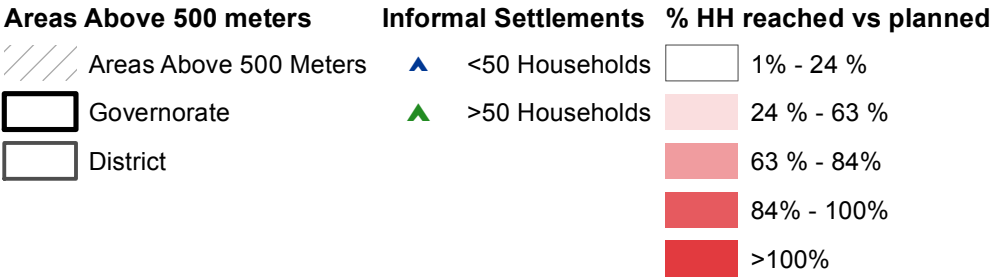 Areas Above 500 meters
Areas Above 500 Meters
Governorate
District
Informal Settlements
<50 Households
>50 Households
% HH reached vs planned
1% - 24 %
24 % - 63 %
63 % - 84%
84% - 100%
>100%